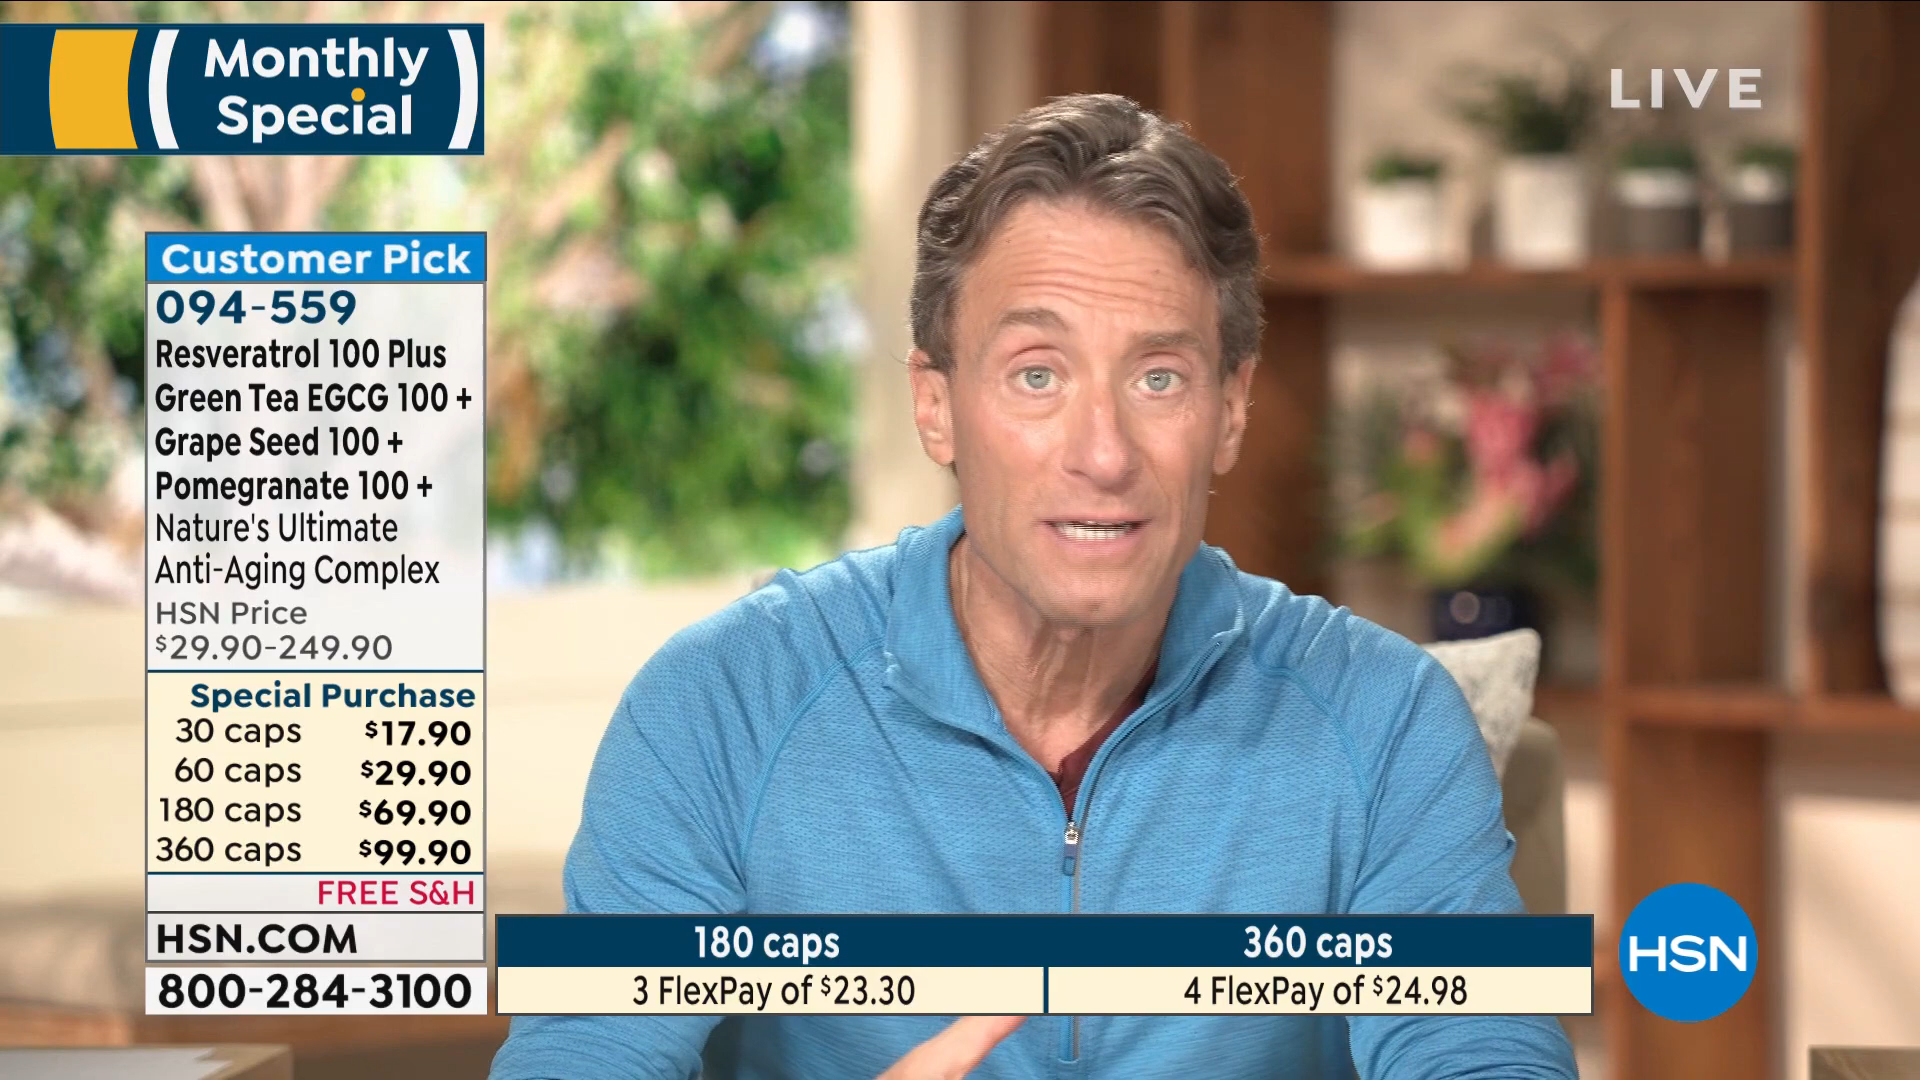 Monthly
Special
LIVE
Customer Pick
094-559
Resveratrol 100 Plus
Green Tea EGCG 100 +
Grape Seed 100 +
Pomegranate 100 +
Nature's Ultimate
Anti-Aging Complex
HSN Price
$29.90-249.90
Special Purchase
30 caps $17.90
60 caps $29.90
180 caps $69.90
360 caps $99.90
FREE S&H
HSN.COM
800-284-3100
180 caps 360 caps
3 FlexPay of $23.30 4 FlexPay of $24.98
HSN